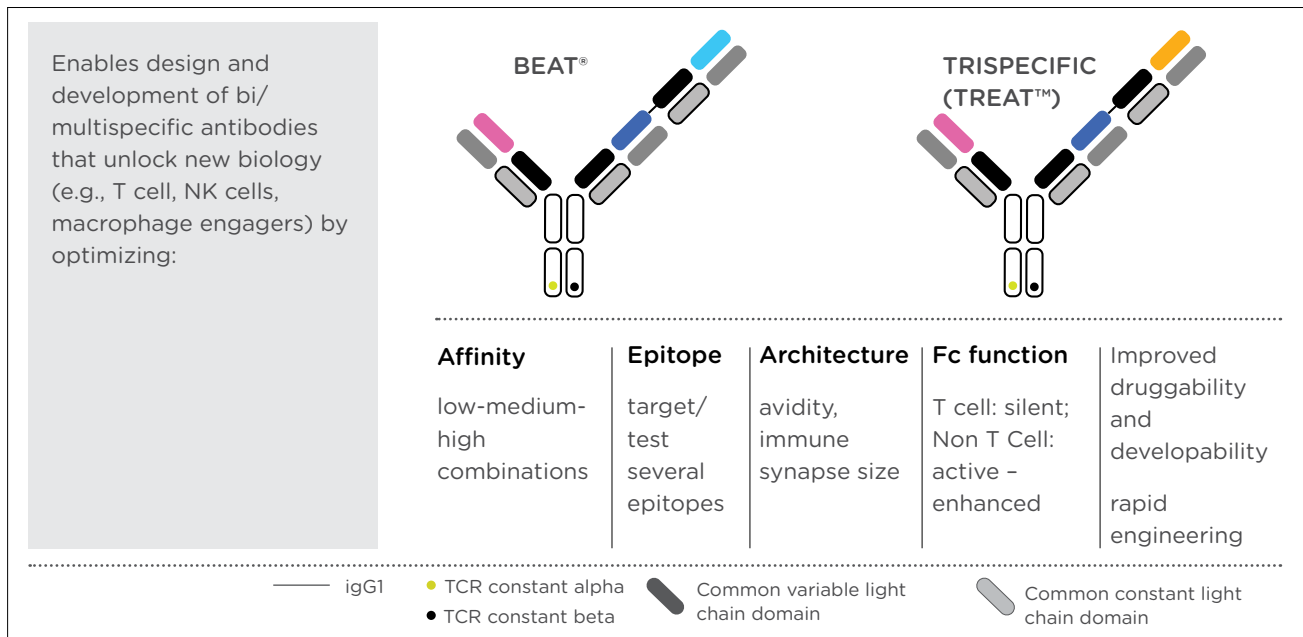 Enables design and
development of bi/
multispecific antibodies
that unlock new biology
(e.g., T cell, NK cells,
macrophage engagers) by
optimizing:
BEAT®
TRISPECIFIC
(TREAT™)
Affinity
low-medium-
high
combinations
Epitope
target/
test
several
epitopes
Architecture
avidity,
immune
synapse size
Fc function
T cell: silent;
Non T Cell:
active –
enhanced
Improved
druggability
and
developability
rapid
engineering
igG1
TCR constant alpha
TCR constant beta
Common variable light
chain domain
Common constant light
chain domain